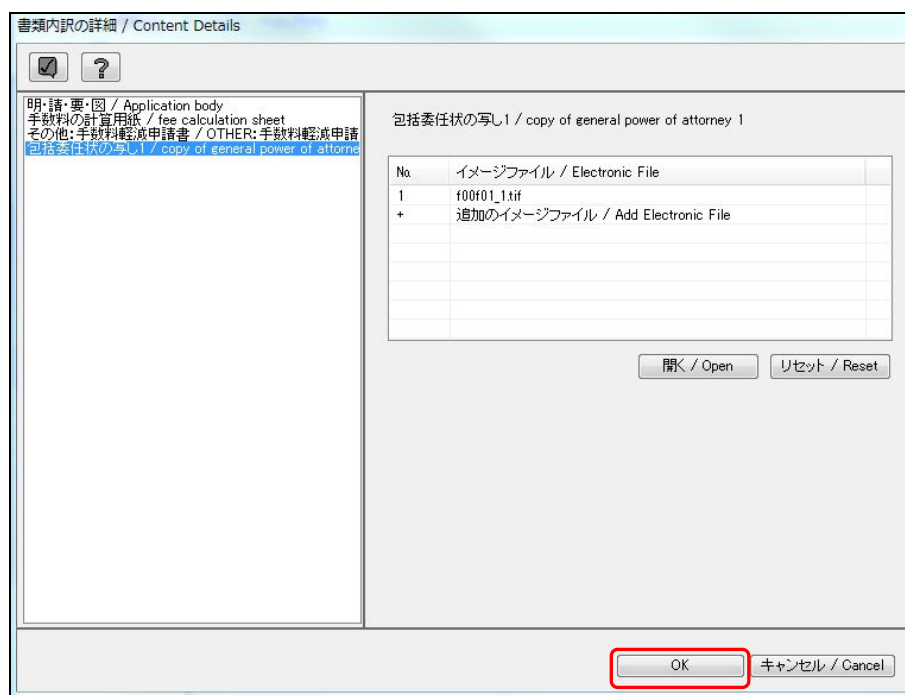 書類内訳の詳細 / Content Details
?
明・請・要・図 / Application body
手数料の計算用紙 / fee calculation sheet
その他:手数料軽減申請書 / OTHER:手数料軽減申請
包括委任状の写し1 / copy of general power of attorne
包括委任状の写し1 / copy of general power of attorney 1
No. イメージファイル / Electronic File
1 f00f01_1.tif
+ 追加のイメージファイル / Add Electronic File
開く / Open リセット / Reset
OK キャンセル / Cancel